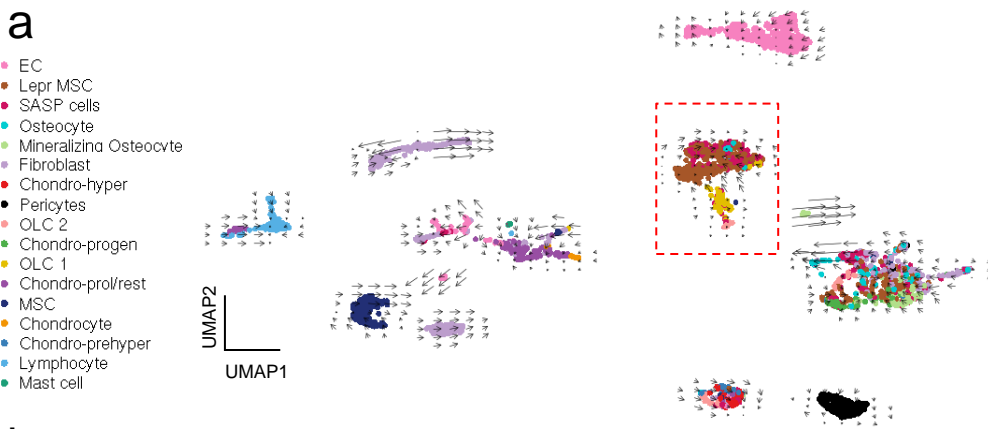 a
EC
Lepr MSC
SASP cells
Osteocyte
Mineralizing Osteocyte
Fibroblast
Chondro-hyper
Pericytes
OLC 2
Chondro-progen
OLC 1
Chondro-prol/rest
MSC
Chondrocyte
Chondro-prehyper
Lymphocyte
Mast cell
UMAP2
UMAP1